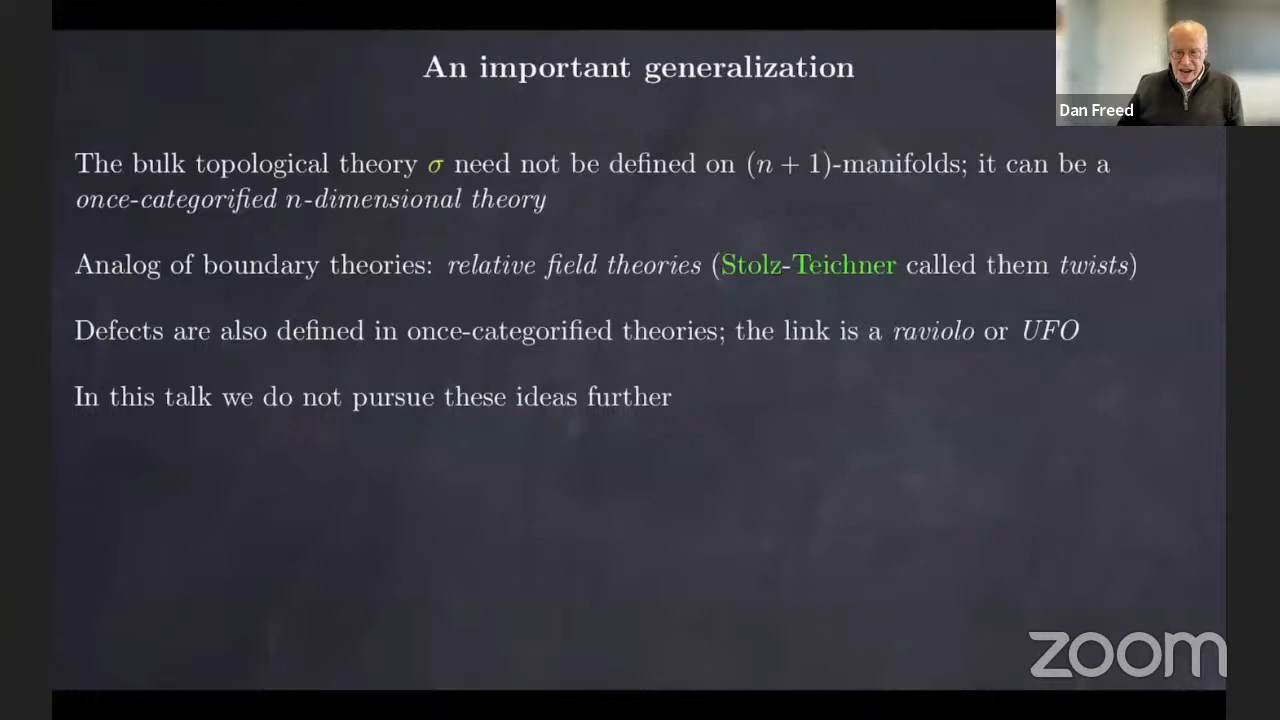 An important generalization
Dan Freed
The bulk topological theory σ need not be defined on (n + 1)-manifolds; it can be a
once-categorified n-dimensional theory
Analog of boundary theories: relative field theories (Stolz-Teichner called them twists)
Defects are also defined in once-categorified theories; the link is a raviolo or UFO
In this talk we do not pursue these ideas further
zoom